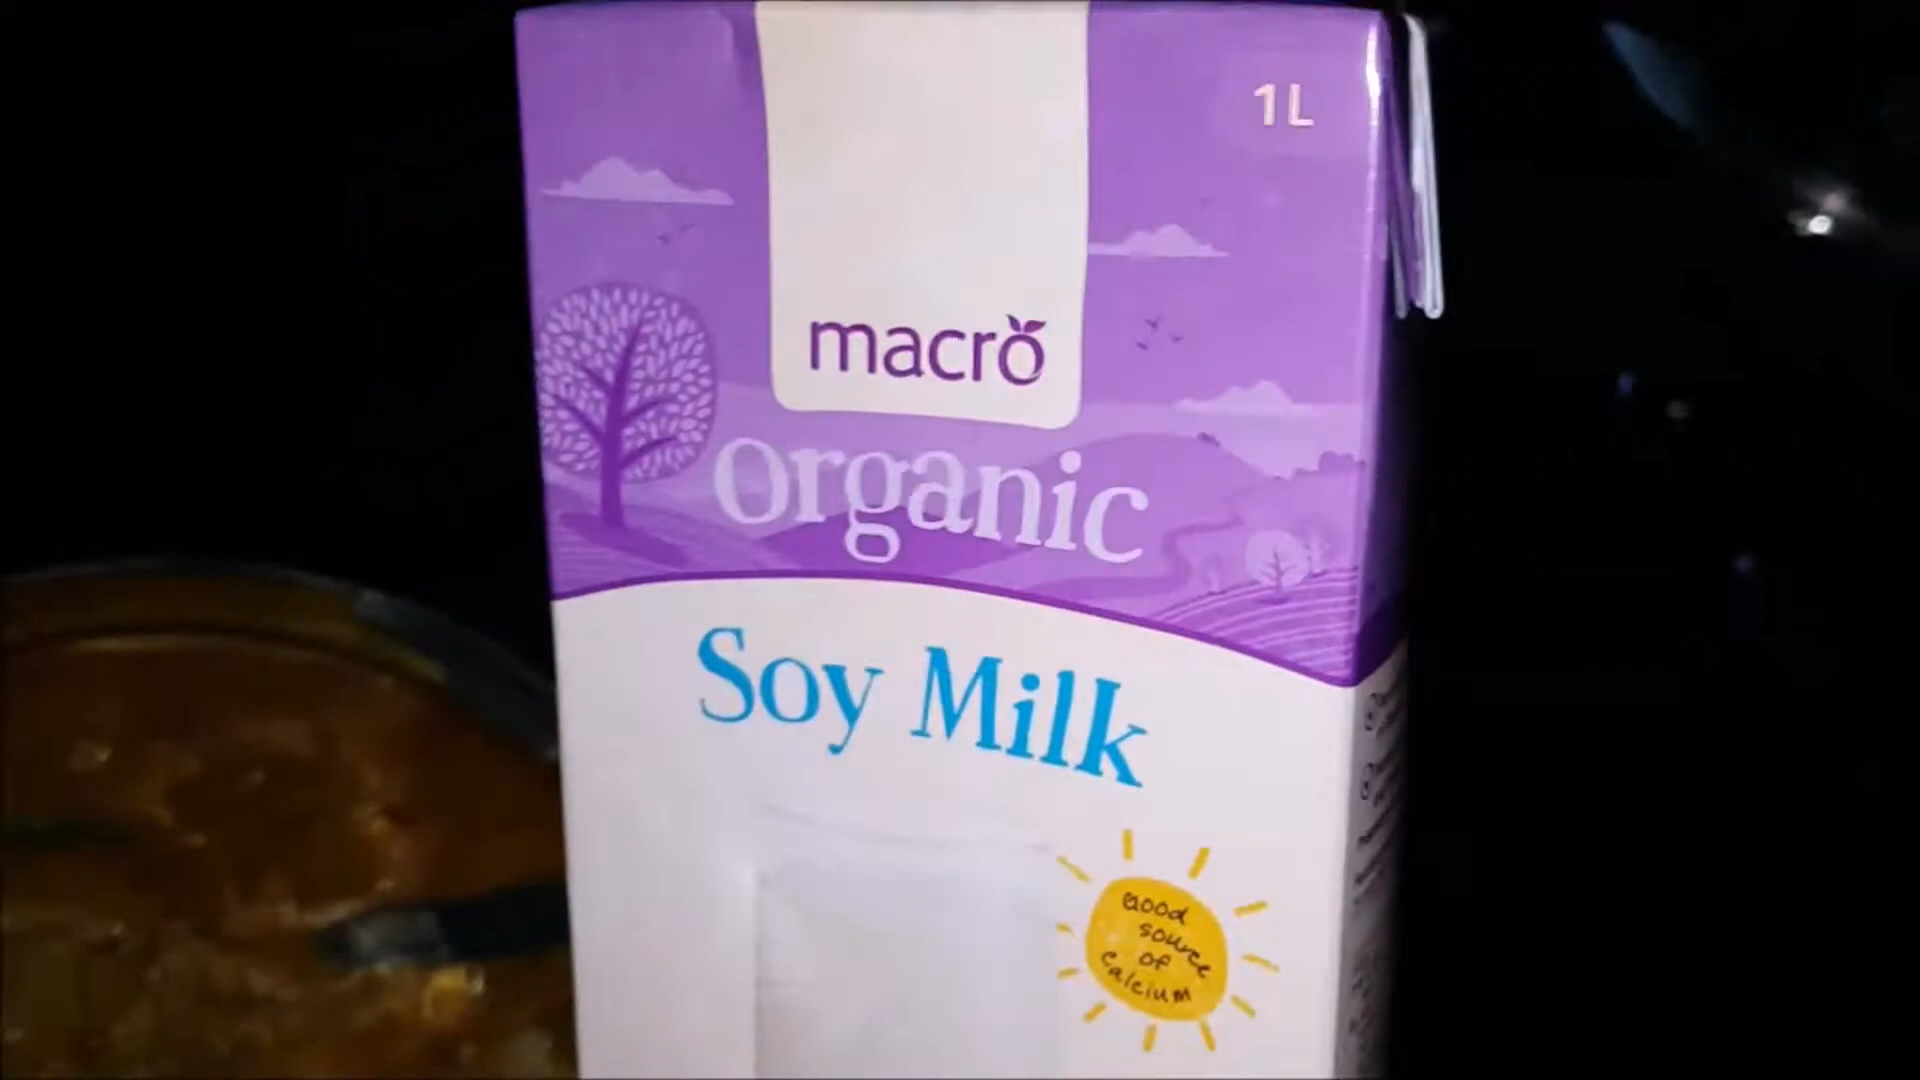 1L
macro
organic
Soy Milk
Good
source
of
calcium